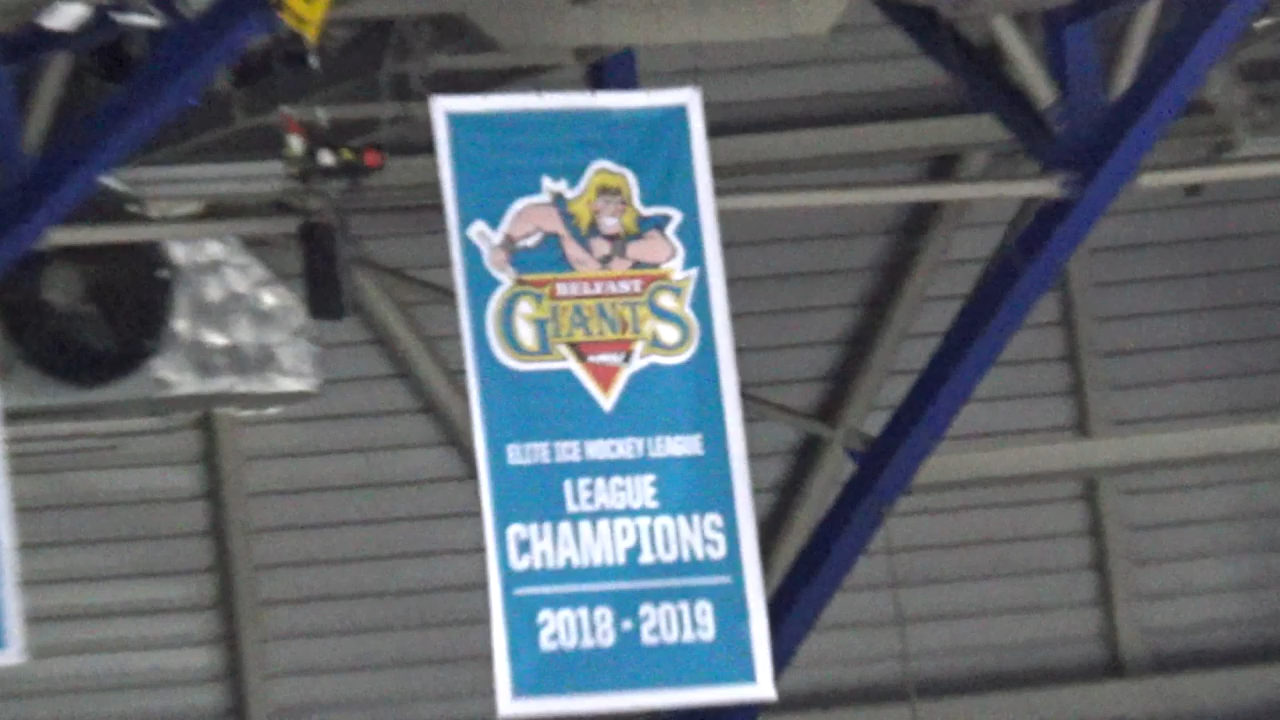 BELFAST
GIANTS
ELITE ICE HOCKEY LEAGUE
LEAGUE
CHAMPIONS
2018 - 2019